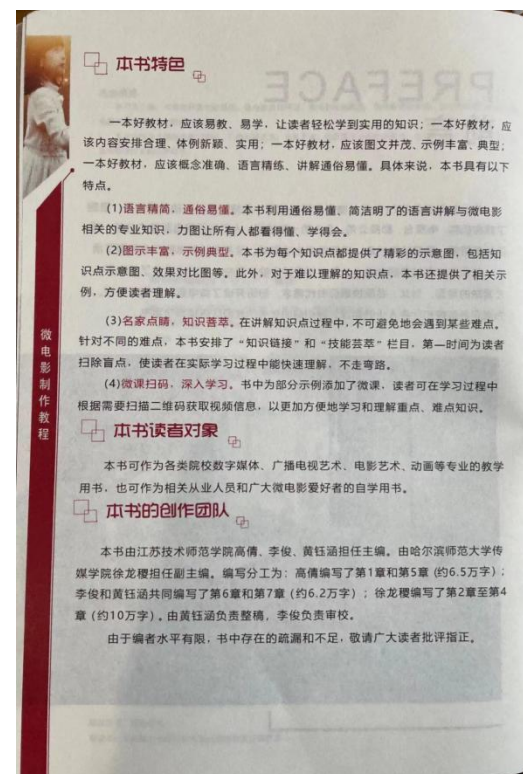 本书特色
一本好教材，应该易教、易学，让读者轻松学到实用的知识；一本好教材，应
该内容安排合理、体例新颖、实用；一本好教材，应该图文并茂、示例丰富、典型；
一本好教材，应该概念准确、语言精练、讲解通俗易懂。具体来说，本书具有以下
特点。
(1)语言精简，通俗易懂。本书利用通俗易懂、简洁明了的语言讲解与微电影
相关的专业知识，力图让所有人都看得懂、学得会。
(2)图示丰富，示例典型。本书为每个知识点都提供了精彩的示意图，包括知
识点示意图、效果对比图等。此外，对于难以理解的知识点，本书还提供了相关示
例，方便读者理解。
(3)名家点睛，知识荟萃。在讲解知识点过程中，不可避免地会遇到某些难点。
针对不同的难点，本书安排了“知识链接”和“技能荟萃”栏目，第一时间为读者
扫除盲点，使读者在实际学习过程中能快速理解，不走弯路。
(4)微课扫码，深入学习。书中为部分示例添加了微课，读者可在学习过程中
根据需要扫描二维码获取视频信息，以更加方便地学习和理解重点、难点知识。
本书读者对象
本书可作为各类院校数字媒体、广播电视艺术、电影艺术、动画等专业的教学
用书，也可作为相关从业人员和广大微电影爱好者的自学用书。
本书的创作团队
本书由江苏技术师范学院高倩、李俊、黄钰涵担任主编。由哈尔滨师范大学传
媒学院徐龙稷担任副主编。编写分工为：高倩编写了第1章和第5章（约6.5万字）；
李俊和黄钰涵共同编写了第6章和第7章（约6.2万字）；徐龙稷编写了第2章至第4
章（约10万字）。由黄钰涵负责整稿，李俊负责审校。
由于编者水平有限，书中存在的疏漏和不足，敬请广大读者批评指正。
微电影制作教程